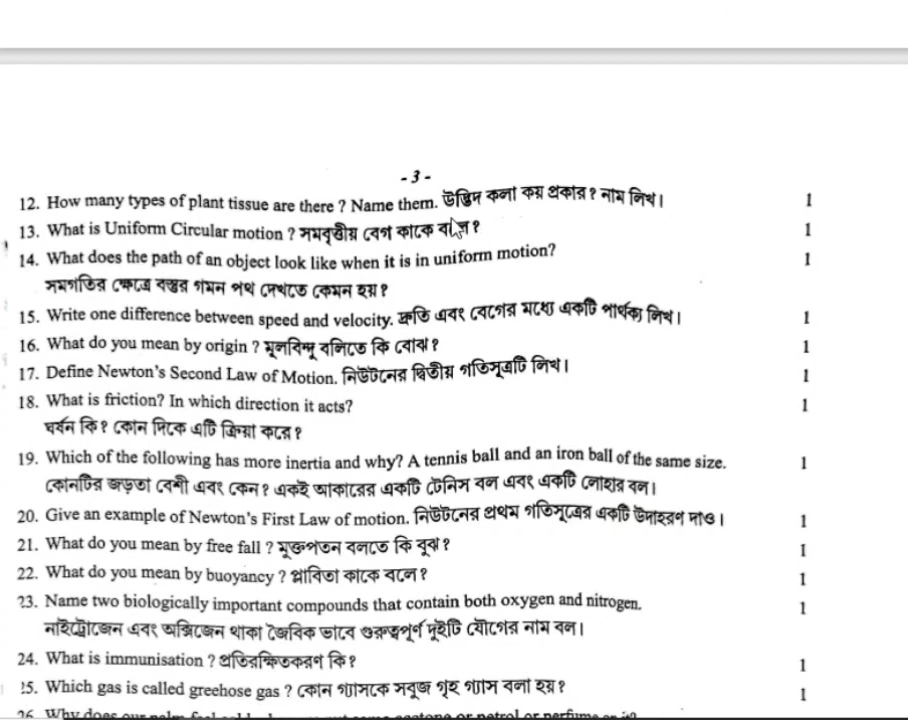 - 3 -
12. How many types of plant tissue are there ? Name them. উদ্ভিদ কলা কয় প্রকার? নাম লিখ।	1
13. What is Uniform Circular motion ? সমবৃত্তীয় বেগ কাকে বলে?	1
14. What does the path of an object look like when it is in uniform motion?	1
সমগতির ক্ষেত্রে বস্তুর গমন পথ দেখতে কেমন হয়?
15. Write one difference between speed and velocity. দ্রুতি এবং বেগের মধ্যে একটি পার্থক্য লিখ।	1
16. What do you mean by origin ? মূলবিন্দু বলিতে কি বোঝ?	1
17. Define Newton's Second Law of Motion. নিউটনের দ্বিতীয় গতিসূত্রটি লিখ।	1
18. What is friction? In which direction it acts?	1
ঘর্ষন কি? কোন দিকে এটি ক্রিয়া করে?
19. Which of the following has more inertia and why? A tennis ball and an iron ball of the same size.	1
কোনটির জড়তা বেশী এবং কেন? একই আকারের একটি টেনিস বল এবং একটি লোহার বল।
20. Give an example of Newton's First Law of motion. নিউটনের প্রথম গতিসূত্রের একটি উদাহরণ দাও।	1
21. What do you mean by free fall ? মুক্তপতন বলতে কি বুঝ?	1
22. What do you mean by buoyancy ? প্লাবিতা কাকে বলে?	1
23. Name two biologically important compounds that contain both oxygen and nitrogen.	1
নাইট্রোজেন এবং অক্সিজেন থাকা জৈবিক ভাবে গুরুত্বপূর্ণ দুইটি যৌগের নাম বল।
24. What is immunisation ? প্রতিরক্ষিতকরণ কি?	1
25. Which gas is called greehose gas ? কোন গ্যাসকে সবুজ গৃহ গ্যাস বলা হয়?	1
26. Why does our palm feel cold